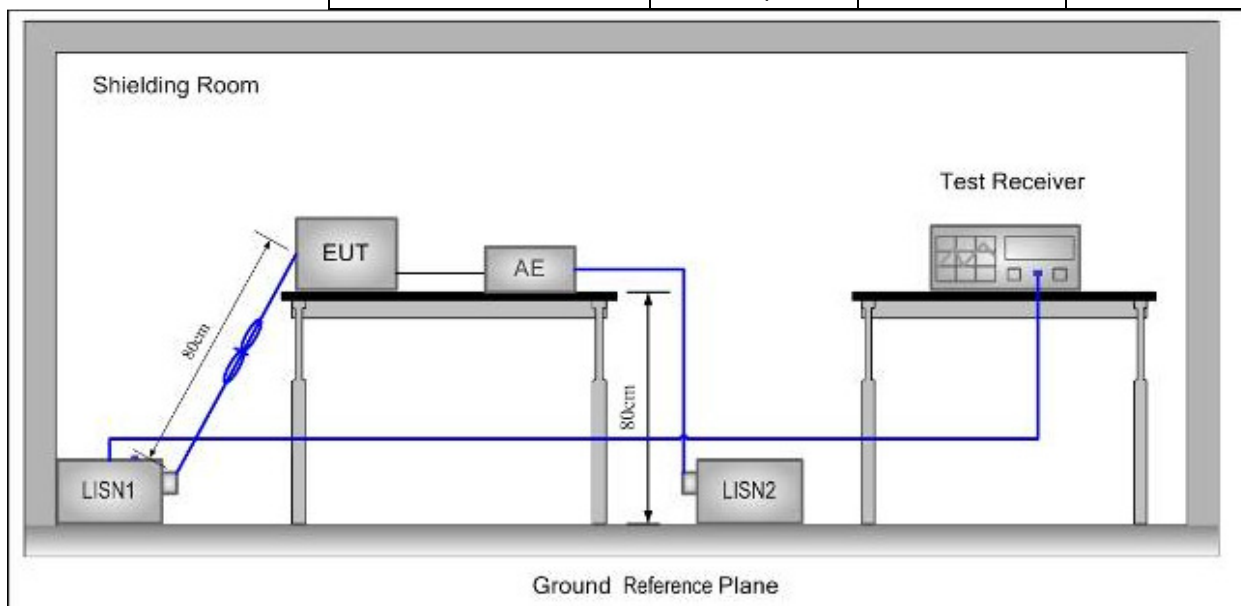 Shielding Room
Test Receiver
EUT
AE
80cm
80cm
LISN1
LISN2
Ground Reference Plane